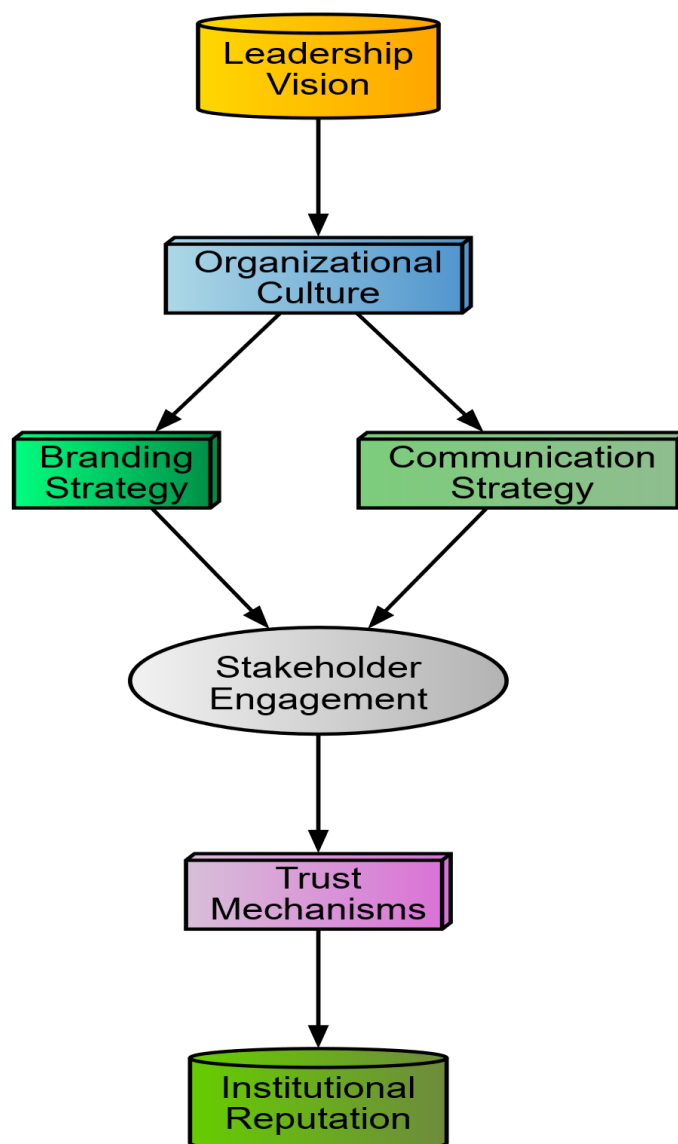 Leadership
Vision
Organizational
Culture
Branding
Strategy
Communication
Strategy
Stakeholder
Engagement
Trust
Mechanisms
Institutional
Reputation